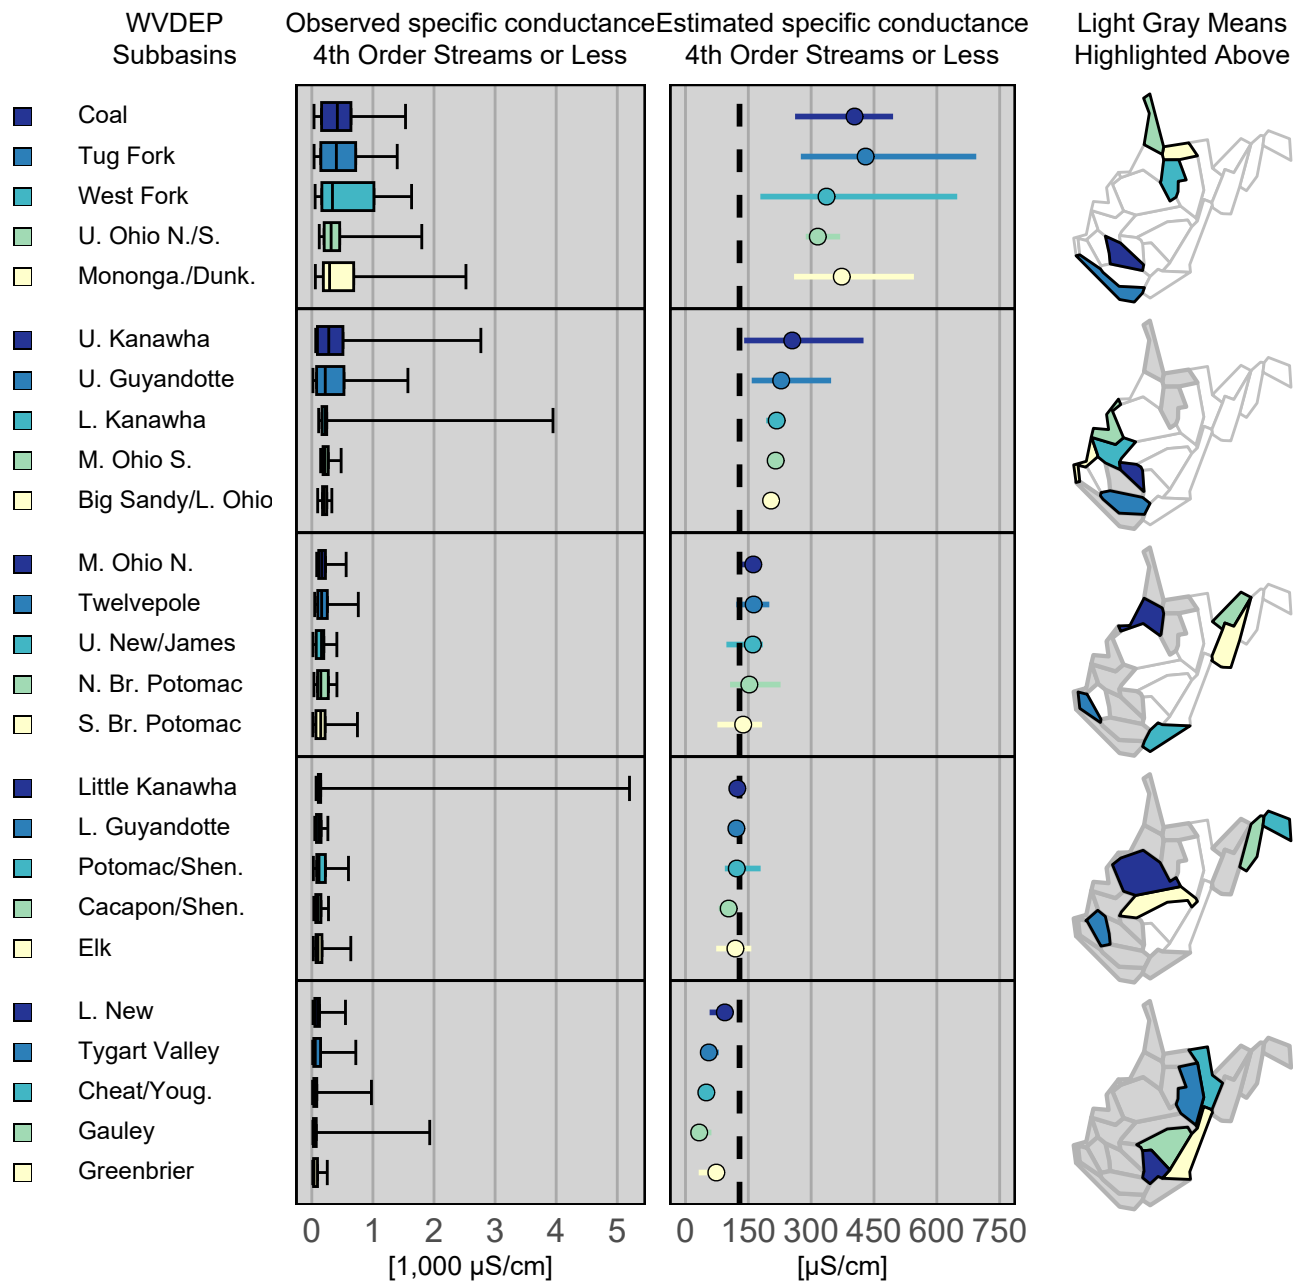 WVDEP
Subbasins
Observed specific conductance
4th Order Streams or Less
Estimated specific conductance
4th Order Streams or Less
Light Gray Means
Highlighted Above
Coal
Tug Fork
West Fork
U. Ohio N./S.
Mononga./Dunk.
U. Kanawha
U. Guyandotte
L. Kanawha
M. Ohio S.
Big Sandy/L. Ohio
M. Ohio N.
Twelvepole
U. New/James
N. Br. Potomac
S. Br. Potomac
Little Kanawha
L. Guyandotte
Potomac/Shen.
Cacapon/Shen.
Elk
L. New
Tygart Valley
Cheat/Youg.
Gauley
Greenbrier
0 1 2 3 4 5
[1,000 µS/cm]
0 150 300 450 600 750
[µS/cm]